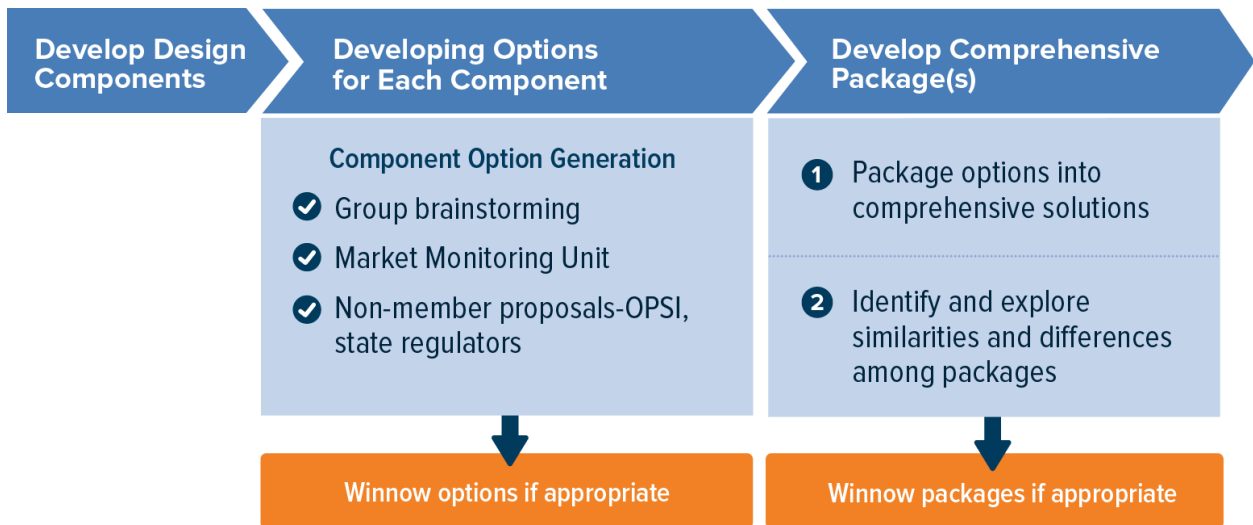 Develop Design
Components
Developing Options
for Each Component
Develop Comprehensive
Package(s)
Component Option Generation
Group brainstorming
Market Monitoring Unit
Non-member proposals-OPSI,
state regulators
1 Package options into
comprehensive solutions
2 Identify and explore
similarities and differences
among packages
Winnow options if appropriate
Winnow packages if appropriate